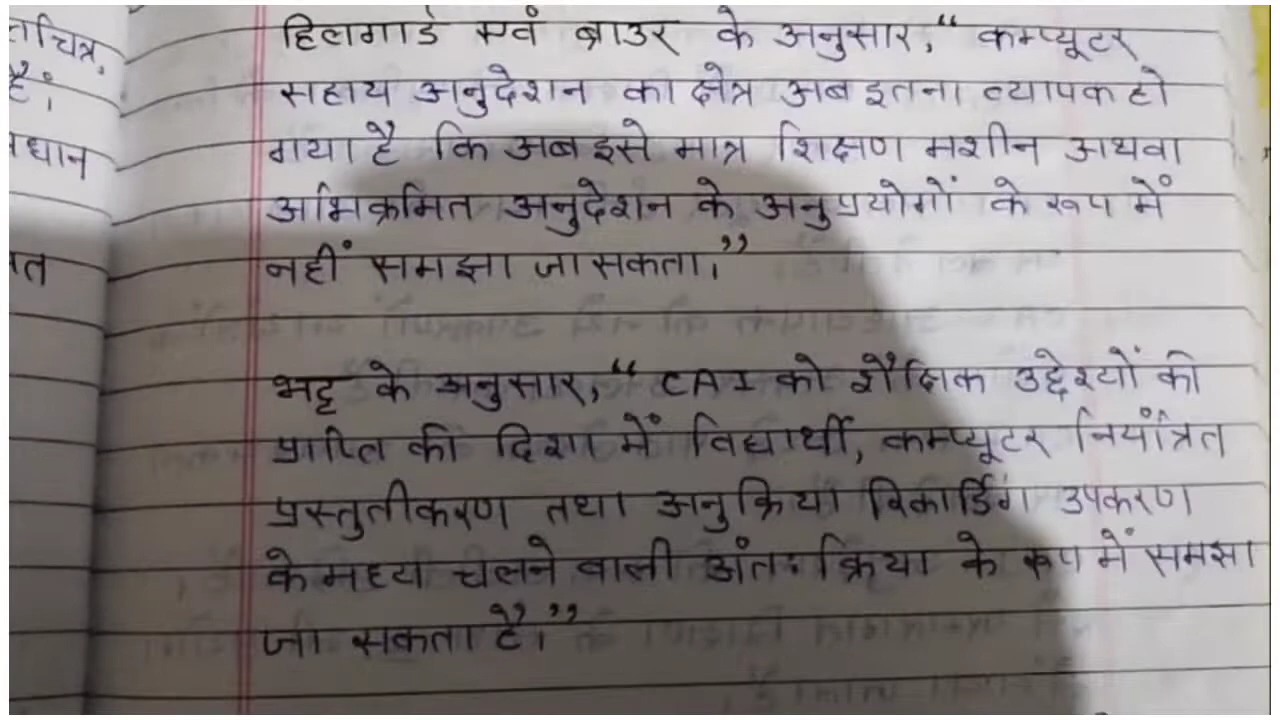 तचित्र,
है।
धान
त
हिलगार्ड एवं ब्राउर के अनुसार, “कम्प्यूटर
सहाय अनुदेशन का क्षेत्र अब इतना व्यापक हो
गया है कि अब इसे मात्र शिक्षण मशीन अथवा
अभिक्रमित अनुदेशन के अनुप्रयोगों के रूप में
नहीं समझा जा सकता।”
भट्ट के अनुसार, “CAI को शैक्षिक उद्देश्यों की
प्राप्ति की दिशा में विद्यार्थी, कम्प्यूटर नियंत्रित
प्रस्तुतीकरण तथा अनुक्रिया रिकार्डिंग उपकरण
के मध्य चलने वाली अंतःक्रिया के रूप में समझा
जा सकता है।”